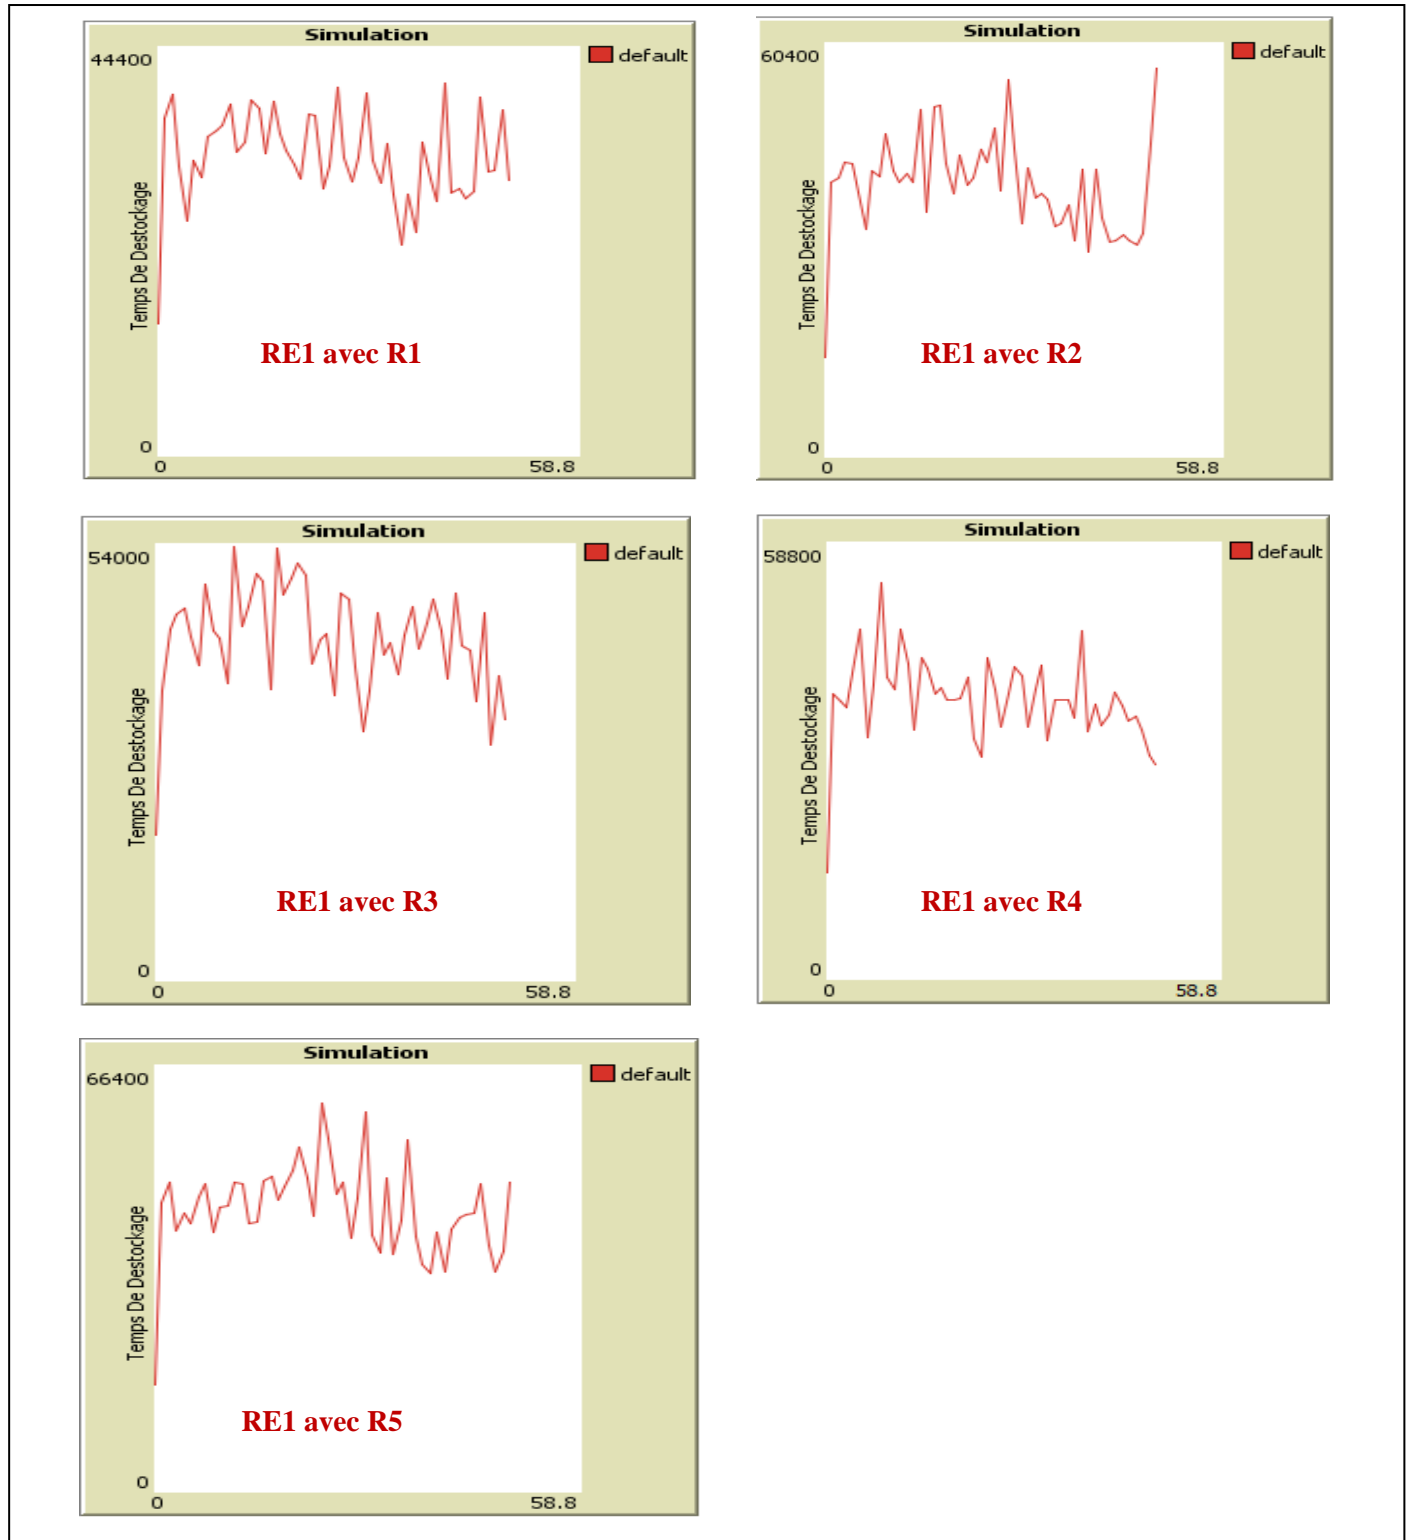 Simulation
44400
default
Temps De Destockage
RE1 avec R1
0
0
58.8
Simulation
60400
default
Temps De Destockage
RE1 avec R2
0
0
58.8
Simulation
54000
default
Temps De Destockage
RE1 avec R3
0
0
58.8
Simulation
58800
default
Temps De Destockage
RE1 avec R4
0
0
58.8
Simulation
66400
default
Temps De Destockage
RE1 avec R5
0
0
58.8